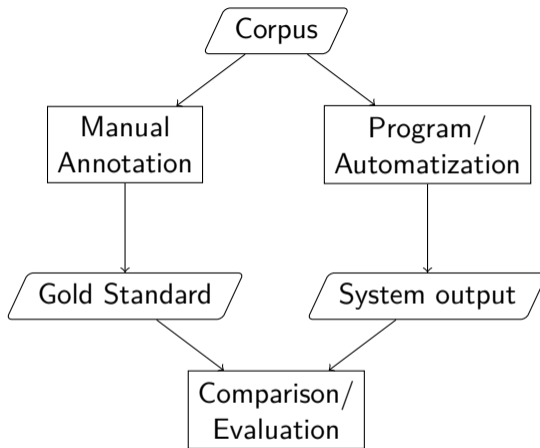 Corpus
Manual
Annotation
Program/
Automatization
Gold Standard
System output
Comparison/
Evaluation